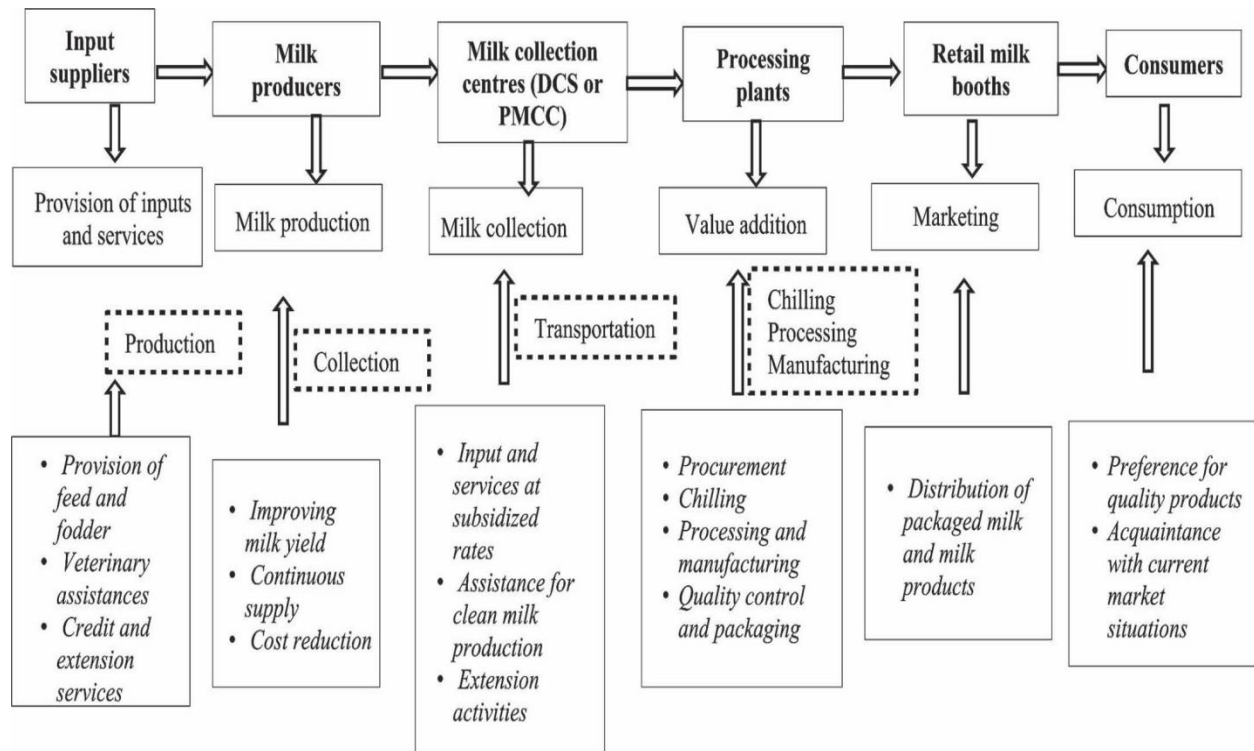 Input
suppliers
Milk
producers
Milk collection
centres (DCS or
PMCC)
Processing
plants
Retail milk
booths
Consumers
Provision of inputs
and services
Milk production
Milk collection
Value addition
Marketing
Consumption
Production
Collection
Transportation
Chilling
Processing
Manufacturing
• Provision of
feed and
fodder
• Veterinary
assistances
• Credit and
extension
services
• Improving
milk yield
• Continuous
supply
• Cost reduction
• Input and
services at
subsidized
rates
• Assistance for
clean milk
production
• Extension
activities
• Procurement
• Chilling
• Processing and
manufacturing
• Quality control
and packaging
• Distribution of
packaged milk
and milk
products
• Preference for
quality products
• Acquaintance
with current
market
situations